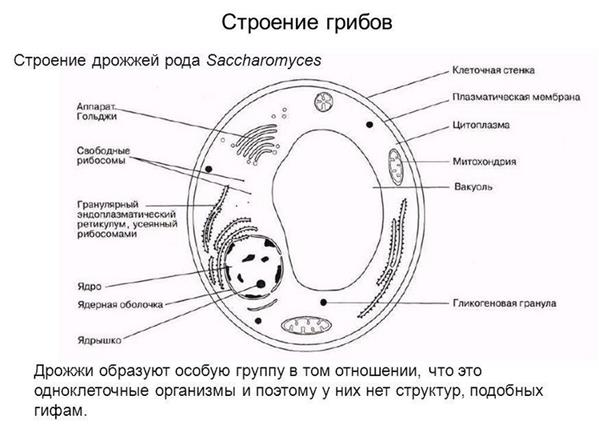 Строение грибов
Строение дрожжей рода Saccharomyces
Аппарат
Гольджи
Свободные
рибосомы
Гранулярный
эндоплазматический
ретикулум, усеянный
рибосомами
Ядро
Ядерная оболочка
Ядрышко
Клеточная стенка
Плазматическая мембрана
Цитоплазма
Митохондрия
Вакуоль
Гликогеновая гранула
Дрожжи образуют особую группу в том отношении, что это
одноклеточные организмы и поэтому у них нет структур, подобных
гифам.